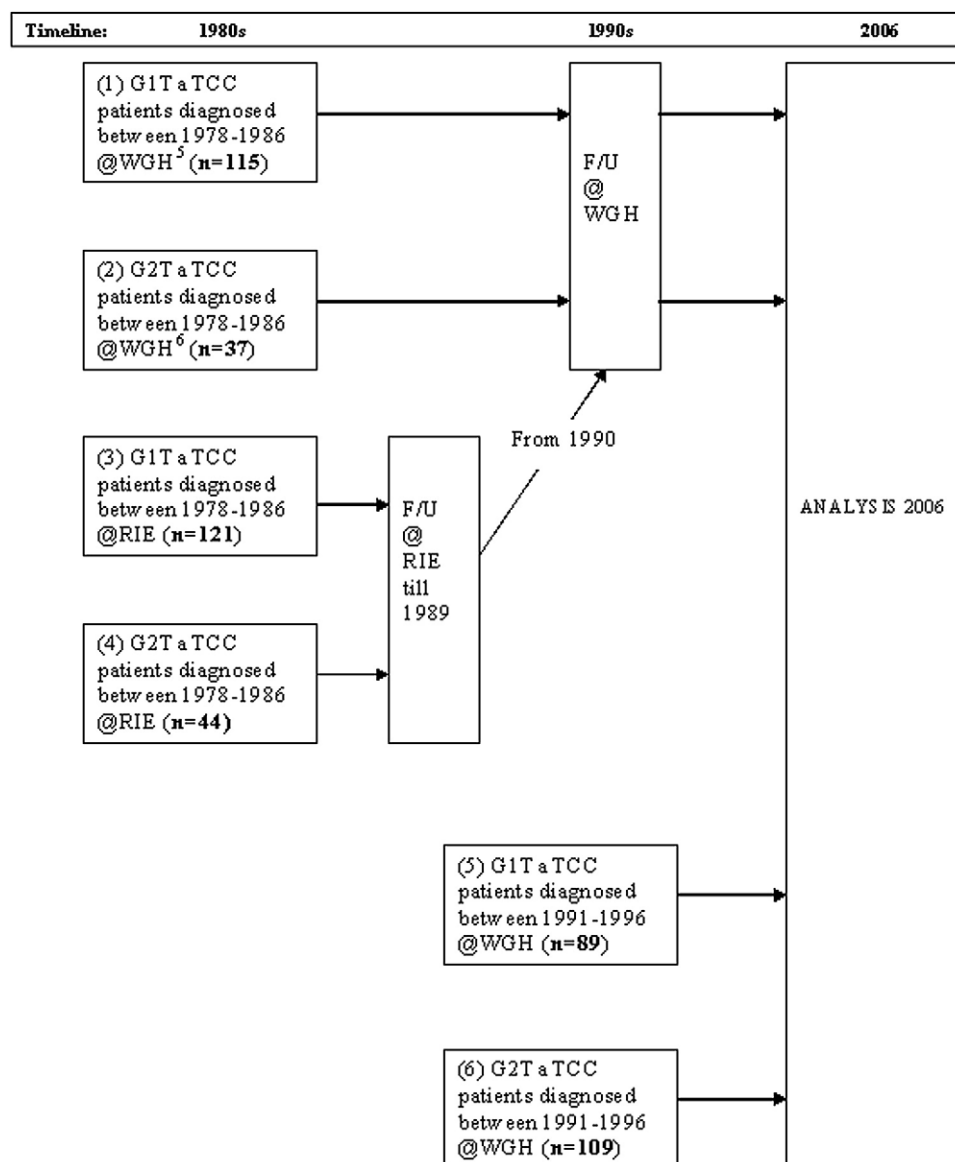 Timeline: 1980s 1990s 2006
(1) G1TaTCC
patients diagnosed
between 1978-1986
@WGH5 (n=115)
F/U
@
WGH
(2) G2TaTCC
patients diagnosed
between 1978-1986
@WGH6 (n=37)
From 1990
(3) G1TaTCC
patients diagnosed
between 1978-1986
@RIE (n=121)
F/U
@
RIE
till
1989
ANALYSIS 2006
(4) G2TaTCC
patients diagnosed
between 1978-1986
@RIE (n=44)
(5) G1TaTCC
patients diagnosed
between 1991-1996
@WGH (n=89)
(6) G2TaTCC
patients diagnosed
between 1991-1996
@WGH (n=109)